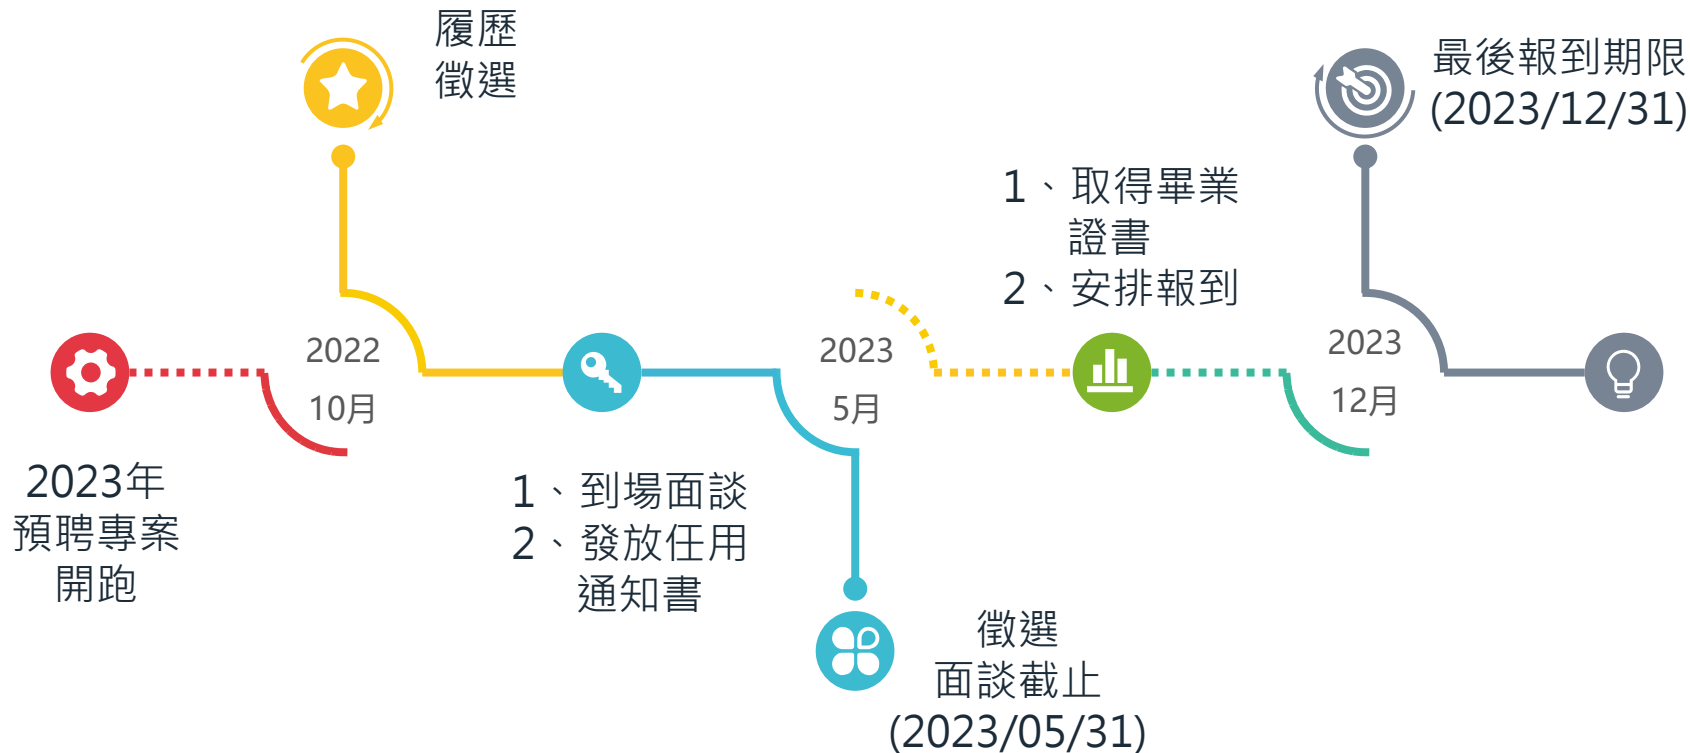 履歷
徵選
最後報到期限
(2023/12/31)
1、取得畢業
證書
2、安排報到
2022
10月
2023
5月
2023
12月
2023年
預聘專案
開跑
1、到場面談
2、發放任用
通知書
徵選
面談截止
(2023/05/31)